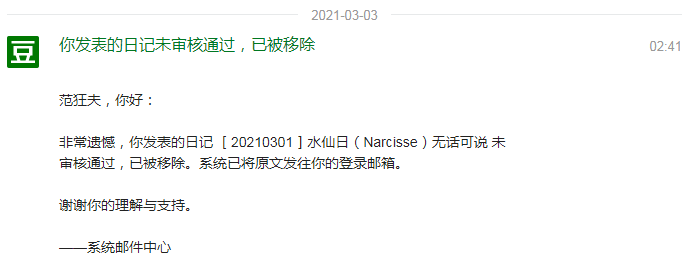 2021-03-03
豆
你发表的日记未审核通过，已被移除
02:41
范狂夫，你好：
非常遗憾，你发表的日记 [ 20210301 ] 水仙日（Narcisse）无话可说 未
审核通过，已被移除。系统已将原文发往你的登录邮箱。
谢谢你的理解与支持。
——系统邮件中心